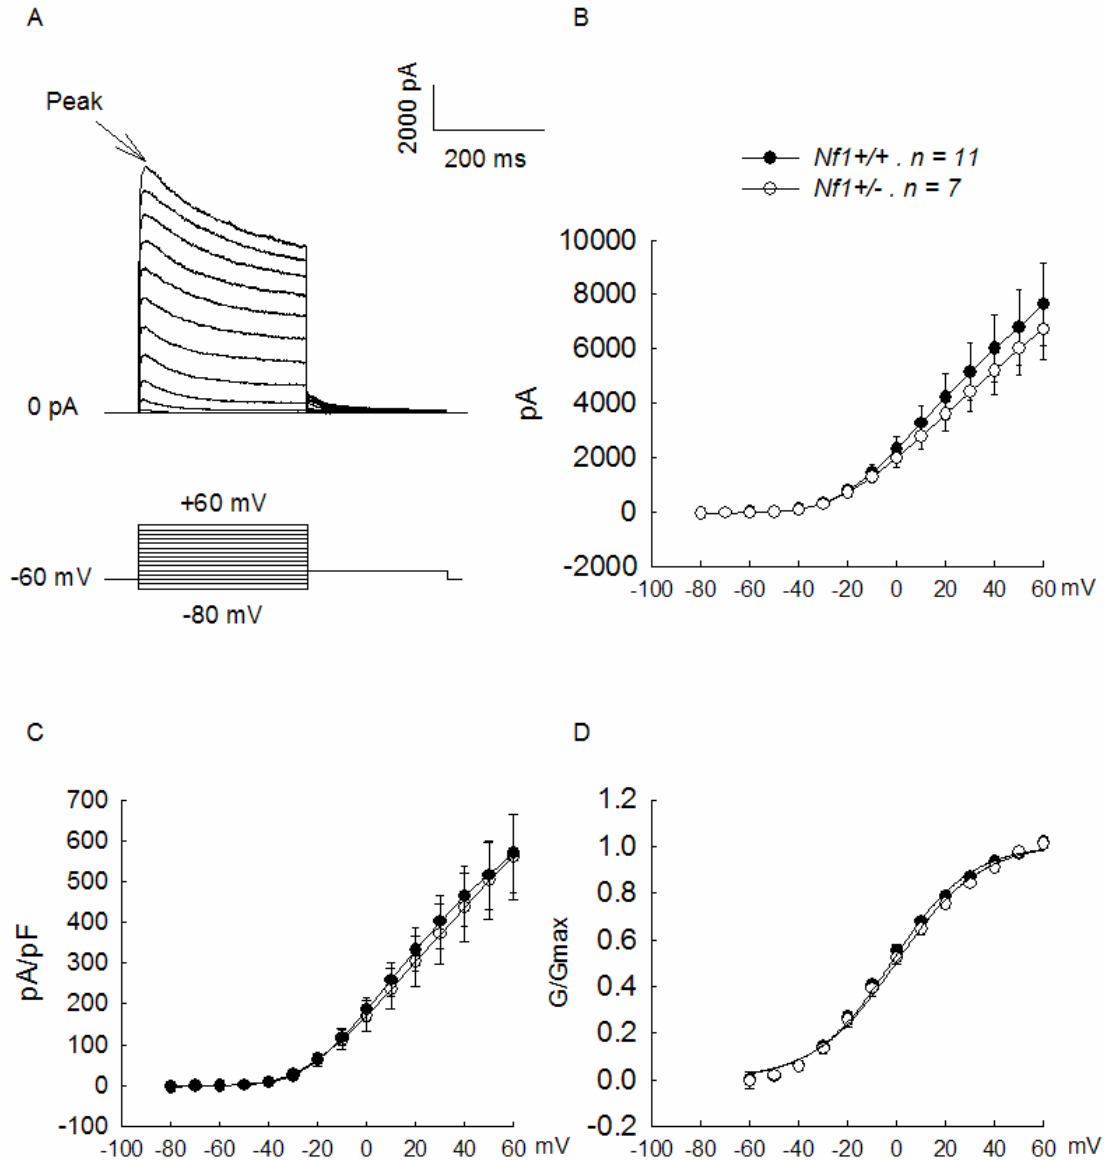 A
Peak
2000 pA
200 ms
0 pA
+60 mV
-60 mV
-80 mV
B
Nf1+/+ . n = 11
Nf1+/- . n = 7
10000
8000
6000
4000
2000
0
-2000
pA
-100 -80 -60 -40 -20 0 20 40 60 mV
C
700
600
500
400
300
200
100
0
-100
pA/pF
-100 -80 -60 -40 -20 0 20 40 60 mV
D
1.2
1.0
0.8
0.6
0.4
0.2
0.0
-0.2
G/Gmax
-100 -80 -60 -40 -20 0 20 40 60 mV